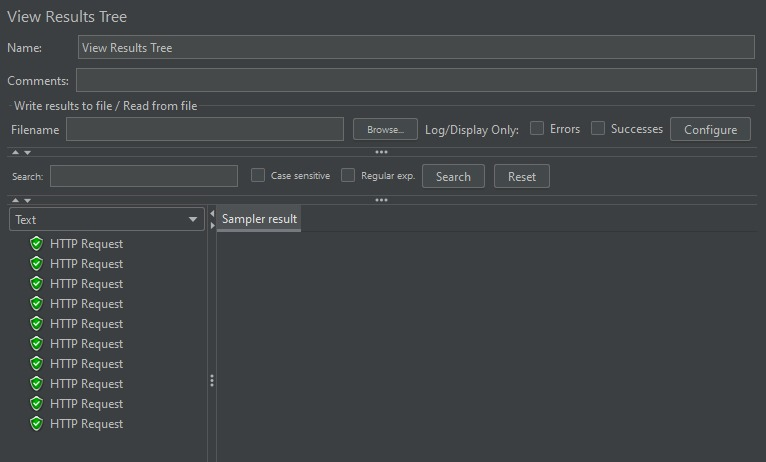 View Results Tree
Name: View Results Tree
Comments:
Write results to file / Read from file
Filename Browse... Log/Display Only: Errors Successes Configure
Search: Case sensitive Regular exp. Search Reset
Text Sampler result
HTTP Request
HTTP Request
HTTP Request
HTTP Request
HTTP Request
HTTP Request
HTTP Request
HTTP Request
HTTP Request
HTTP Request